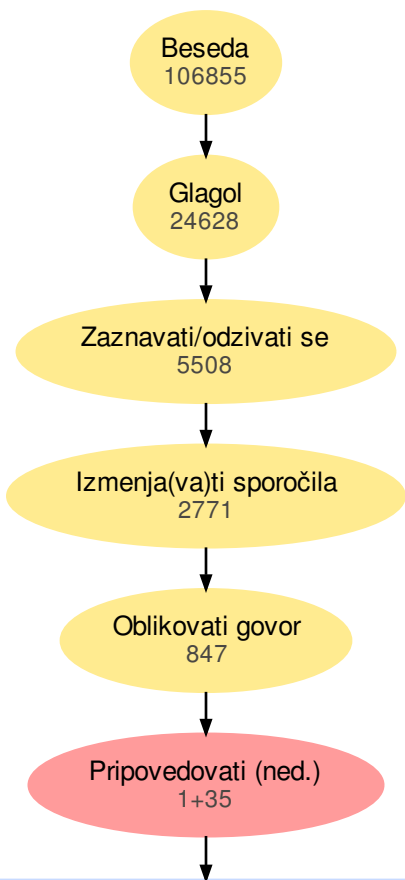 Beseda
106855
Glagol
24628
Zaznavati/odzivati se
5508
Izmenja(va)ti sporočila
2771
Oblikovati govor
847
Pripovedovati (ned.)
1+35